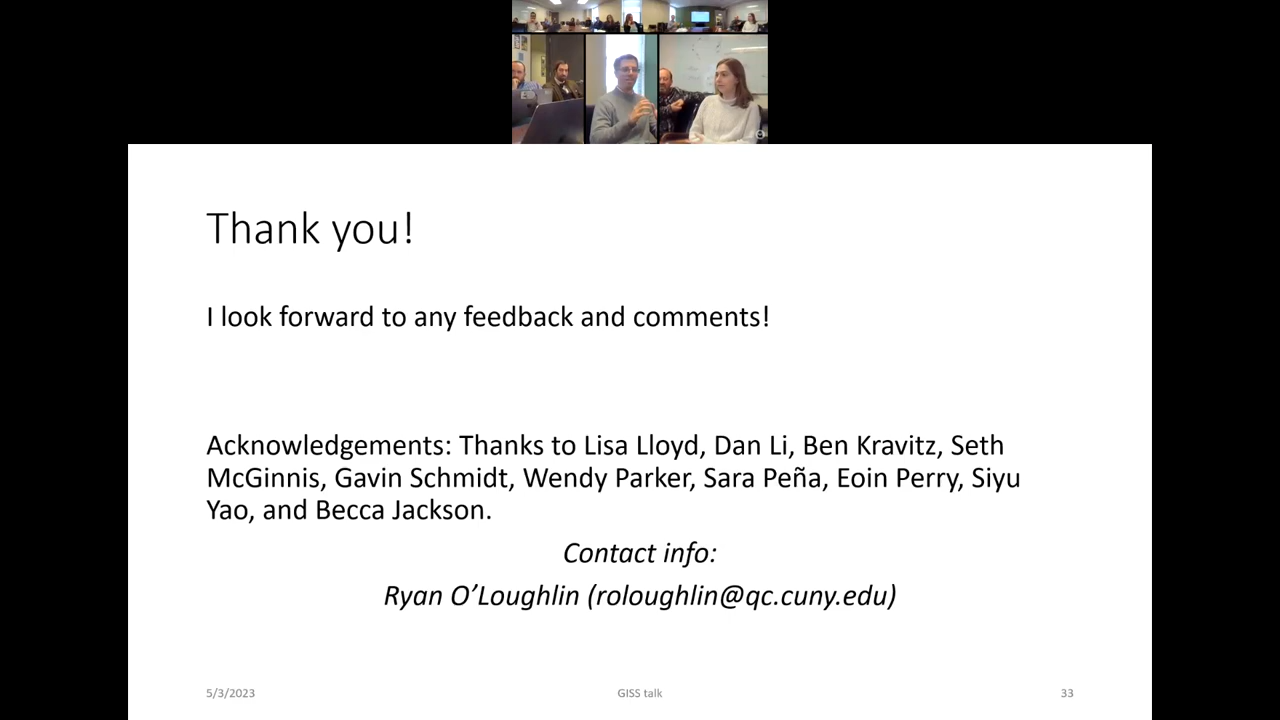 Thank you!
I look forward to any feedback and comments!
Acknowledgements: Thanks to Lisa Lloyd, Dan Li, Ben Kravitz, Seth
McGinnis, Gavin Schmidt, Wendy Parker, Sara Peña, Eoin Perry, Siyu
Yao, and Becca Jackson.
Contact info:
Ryan O’Loughlin (roloughlin@qc.cuny.edu)
5/3/2023
GISS talk
33